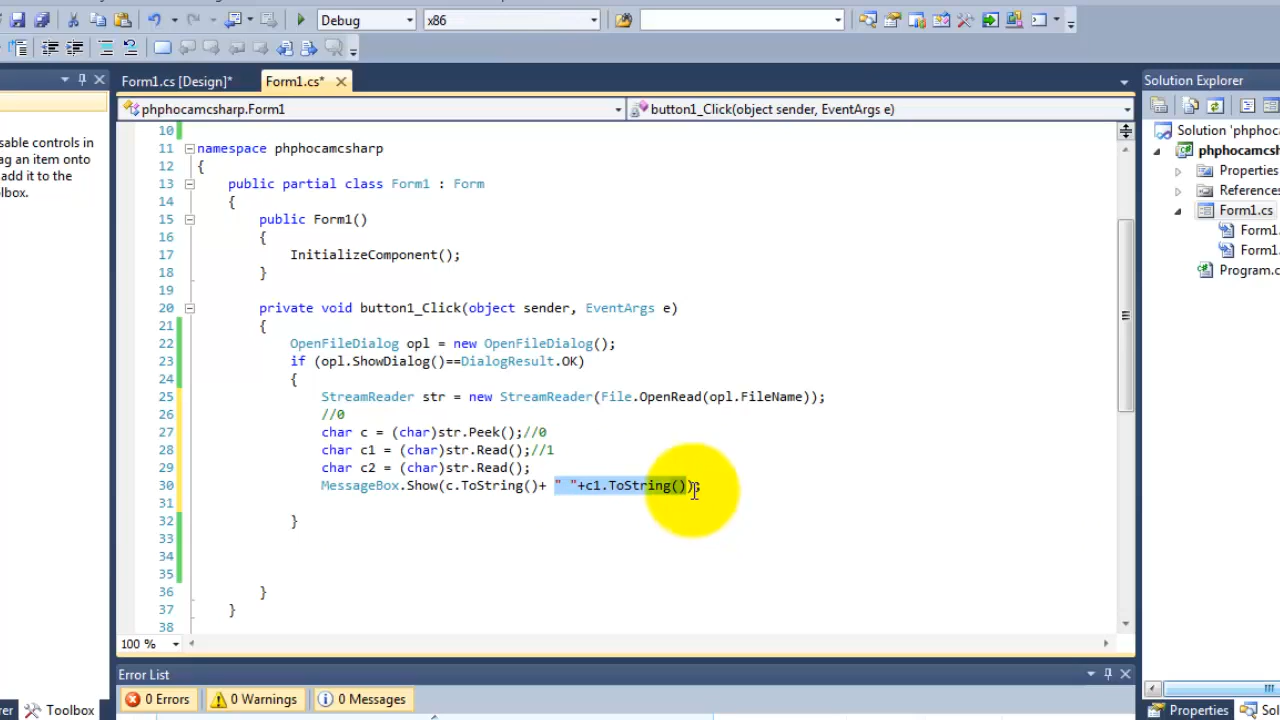 Debug
x86
Form1.cs [Design]*
Form1.cs*
Solution Explorer
phphocamcsharp.Form1
button1_Click(object sender, EventArgs e)
sable controls in
ag an item onto
add it to the
lbox.
Solution 'phphoc
phphocamcsh
Properties
References
Form1.cs
Form1.
Form1.
Program.c
10
11 namespace phphocamcsharp
12 {
13 public partial class Form1 : Form
14 {
15 public Form1()
16 {
17 InitializeComponent();
18 }
19
20 private void button1_Click(object sender, EventArgs e)
21 {
22 OpenFileDialog opl = new OpenFileDialog();
23 if (opl.ShowDialog()==DialogResult.OK)
24 {
25 StreamReader str = new StreamReader(File.OpenRead(opl.FileName));
26 //0
27 char c = (char)str.Peek();//0
28 char c1 = (char)str.Read();//1
29 char c2 = (char)str.Read();
30 MessageBox.Show(c.ToString()+ " "+c1.ToString());
31
32 }
33
34
35
36 }
37 }
38
100 %
Error List
0 Errors
0 Warnings
0 Messages
rer
Toolbox
Properties
Sol